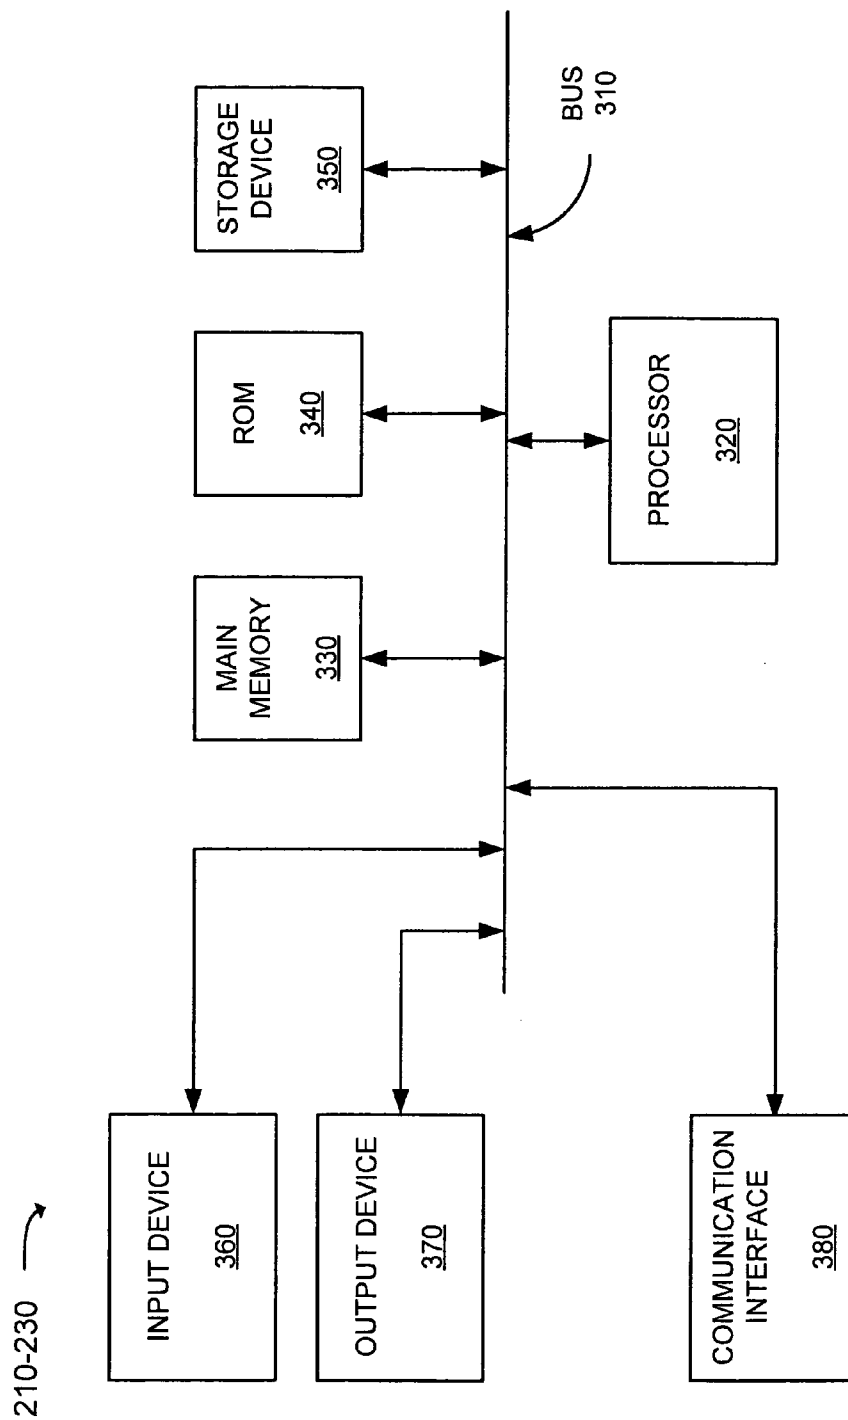 210-230
INPUT DEVICE
360
OUTPUT DEVICE
370
COMMUNICATION
INTERFACE
380
MAIN
MEMORY
330
ROM
340
STORAGE
DEVICE
350
PROCESSOR
320
BUS
310